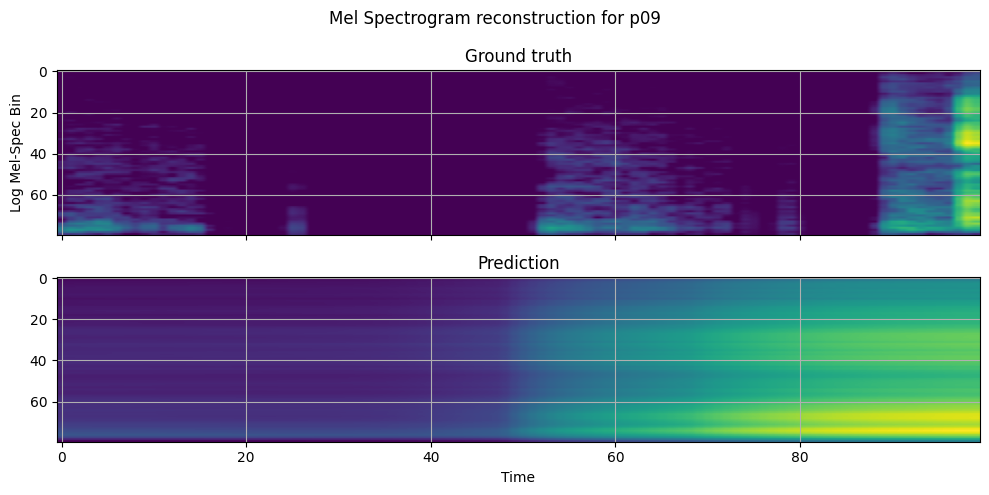 Mel Spectrogram reconstruction for p09
Ground truth
0
20
40
60
Log Mel-Spec Bin
Prediction
0
20
40
60
0 20 40 60 80
Time